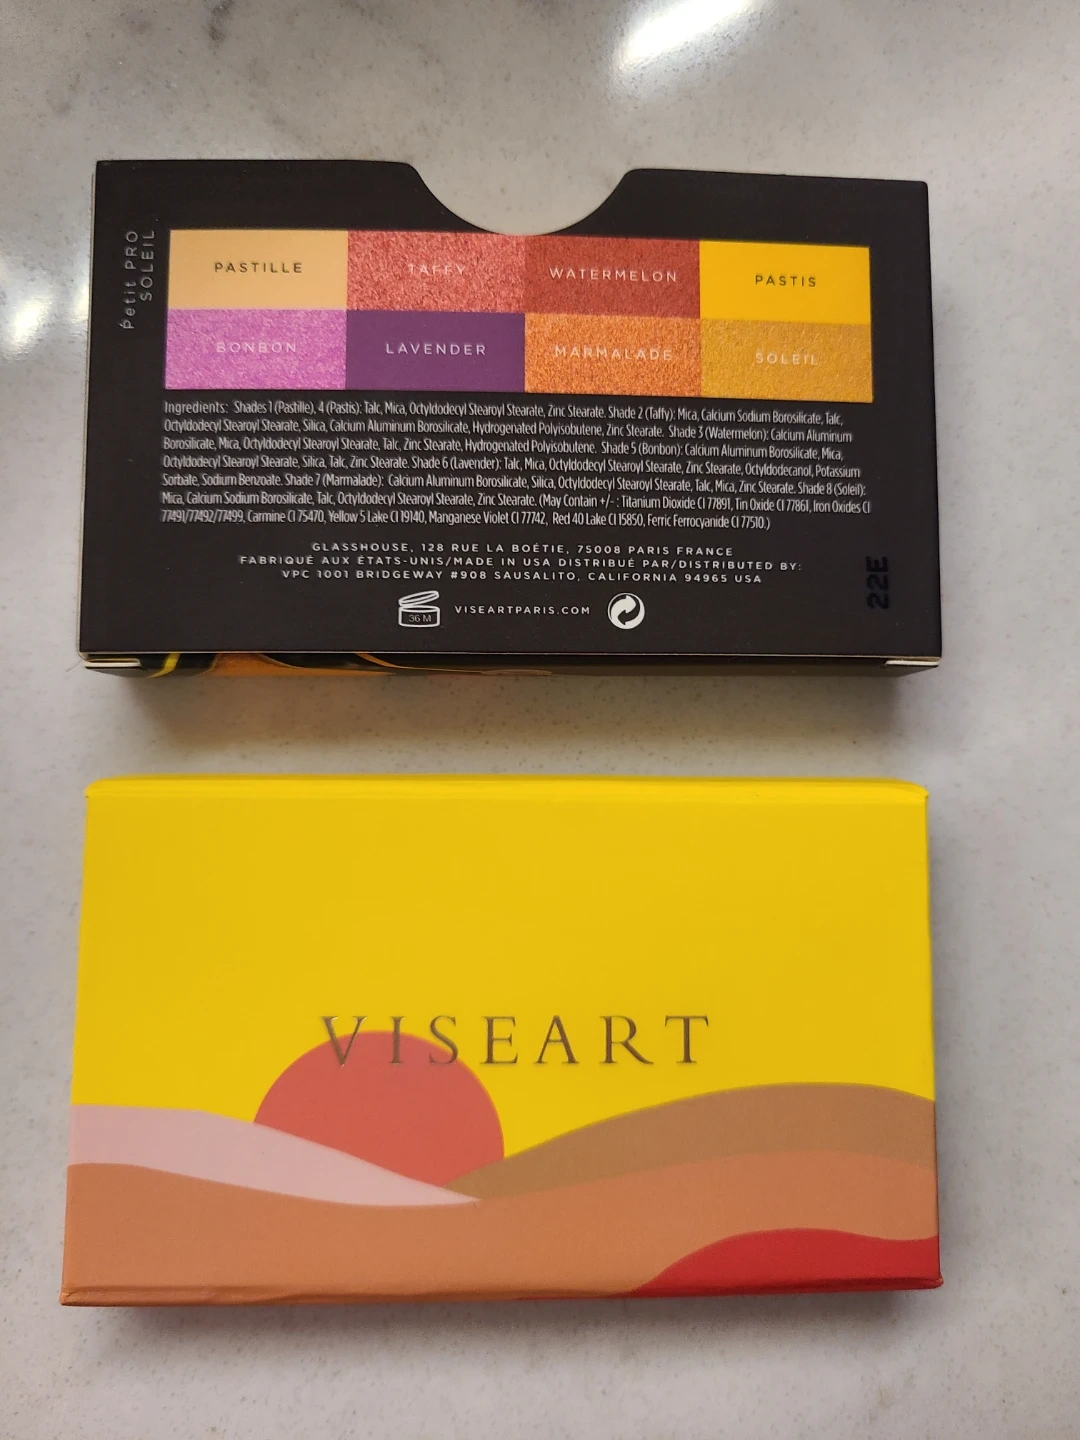 Petit PRO
SOLEIL
PASTILLE
TAFFY
WATERMELON
PASTIS
BONBON
LAVENDER
MARMALADE
SOLEIL
Ingredients: Shades 1 (Pastille), 4 (Pastis): Talc, Mica, Octyldodecyl Stearoyl Stearate, Zinc Stearate. Shade 2 (Taffy): Mica, Calcium Sodium Borosilicate, Talc,
Octyldodecyl Stearoyl Stearate, Silica, Calcium Aluminum Borosilicate, Hydrogenated Polyisobutene, Zinc Stearate. Shade 3 (Watermelon): Calcium Aluminum
Borosilicate, Mica, Octyldodecyl Stearoyl Stearate, Talc, Zinc Stearate, Hydrogenated Polyisobutene. Shade 5 (Bonbon): Calcium Aluminum Borosilicate, Mica,
Octyldodecyl Stearoyl Stearate, Silica, Talc, Zinc Stearate. Shade 6 (Lavender): Talc, Mica, Octyldodecyl Stearoyl Stearate, Zinc Stearate, Octyldodecanol, Potassium
Sorbate, Sodium Benzoate. Shade 7 (Marmalade): Calcium Aluminum Borosilicate, Silica, Octyldodecyl Stearoyl Stearate, Talc, Mica, Zinc Stearate. Shade 8 (Soleil):
Mica, Calcium Sodium Borosilicate, Talc, Octyldodecyl Stearoyl Stearate, Zinc Stearate. (May Contain +/- : Titanium Dioxide CI 77891, Tin Oxide CI 77861, Iron Oxides CI
77491/77492/77499, Carmine CI 75470, Yellow 5 Lake CI 19140, Manganese Violet CI 77742, Red 40 Lake CI 15850, Ferric Ferrocyanide CI 77510.)
GLASSHOUSE, 128 RUE LA BOÉTIE, 75008 PARIS FRANCE
FABRIQUÉ AUX ÉTATS-UNIS/MADE IN USA DISTRIBUÉ PAR/DISTRIBUTED BY:
VPC 1001 BRIDGEWAY #908 SAUSALITO, CALIFORNIA 94965 USA
36 M
VISEARTPARIS.COM
22E
VISEART